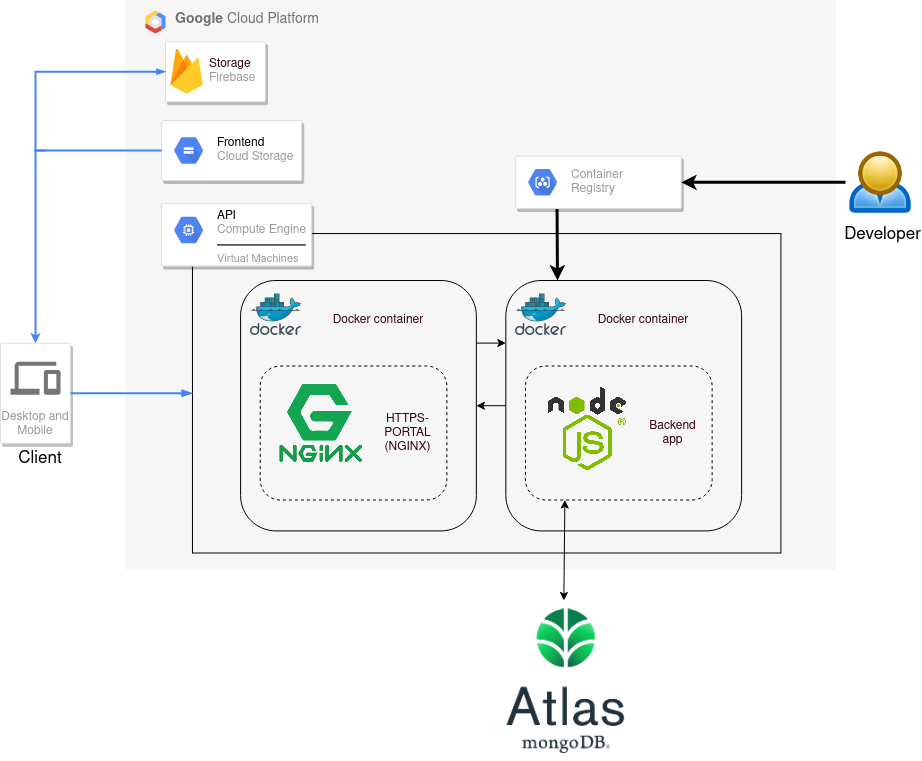 Google Cloud Platform
Storage
Firebase
Frontend
Cloud Storage
Container
Registry
Developer
API
Compute Engine
Virtual Machines
docker
Docker container
docker
Docker container
Desktop and
Mobile
Client
NGINX
HTTPS-
PORTAL
(NGINX)
node
JS
®
Backend
app
Atlas
mongoDB.